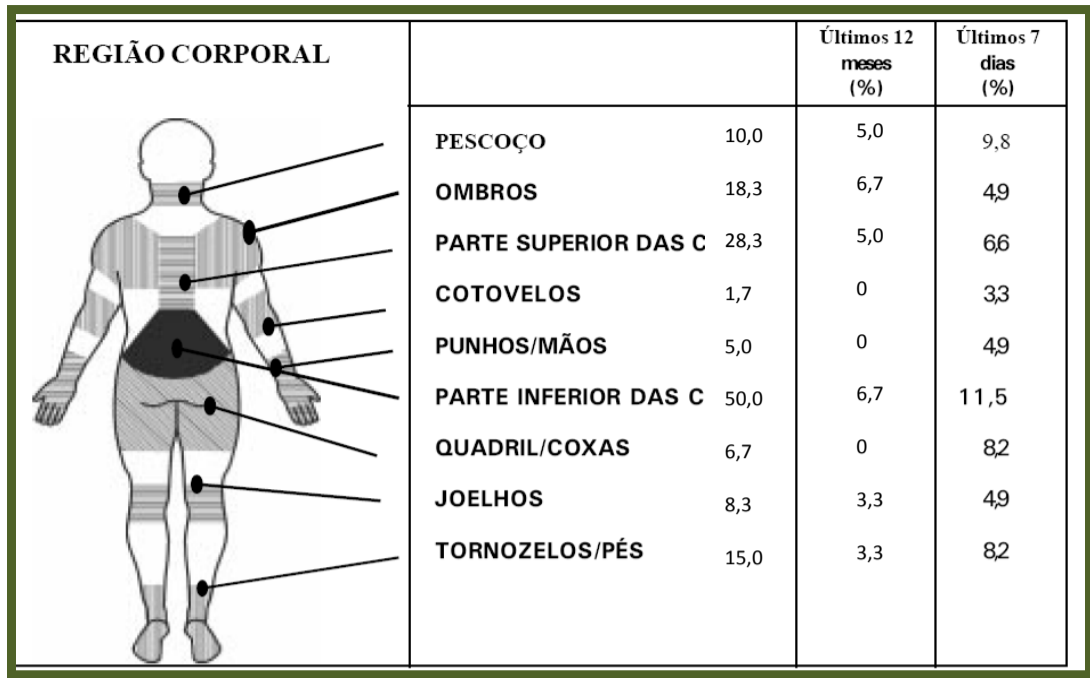 REGIÃO CORPORAL
Últimos 12 meses (%)
Últimos 7 dias (%)
PESCOÇO 10,0 5,0 9,8
OMBROS 18,3 6,7 4,9
PARTE SUPERIOR DAS C 28,3 5,0 6,6
COTOVELOS 1,7 0 3,3
PUNHOS/MÃOS 5,0 0 4,9
PARTE INFERIOR DAS C 50,0 6,7 11,5
QUADRIL/COXAS 6,7 0 8,2
JOELHOS 8,3 3,3 4,9
TORNOZELOS/PÉS 15,0 3,3 8,2